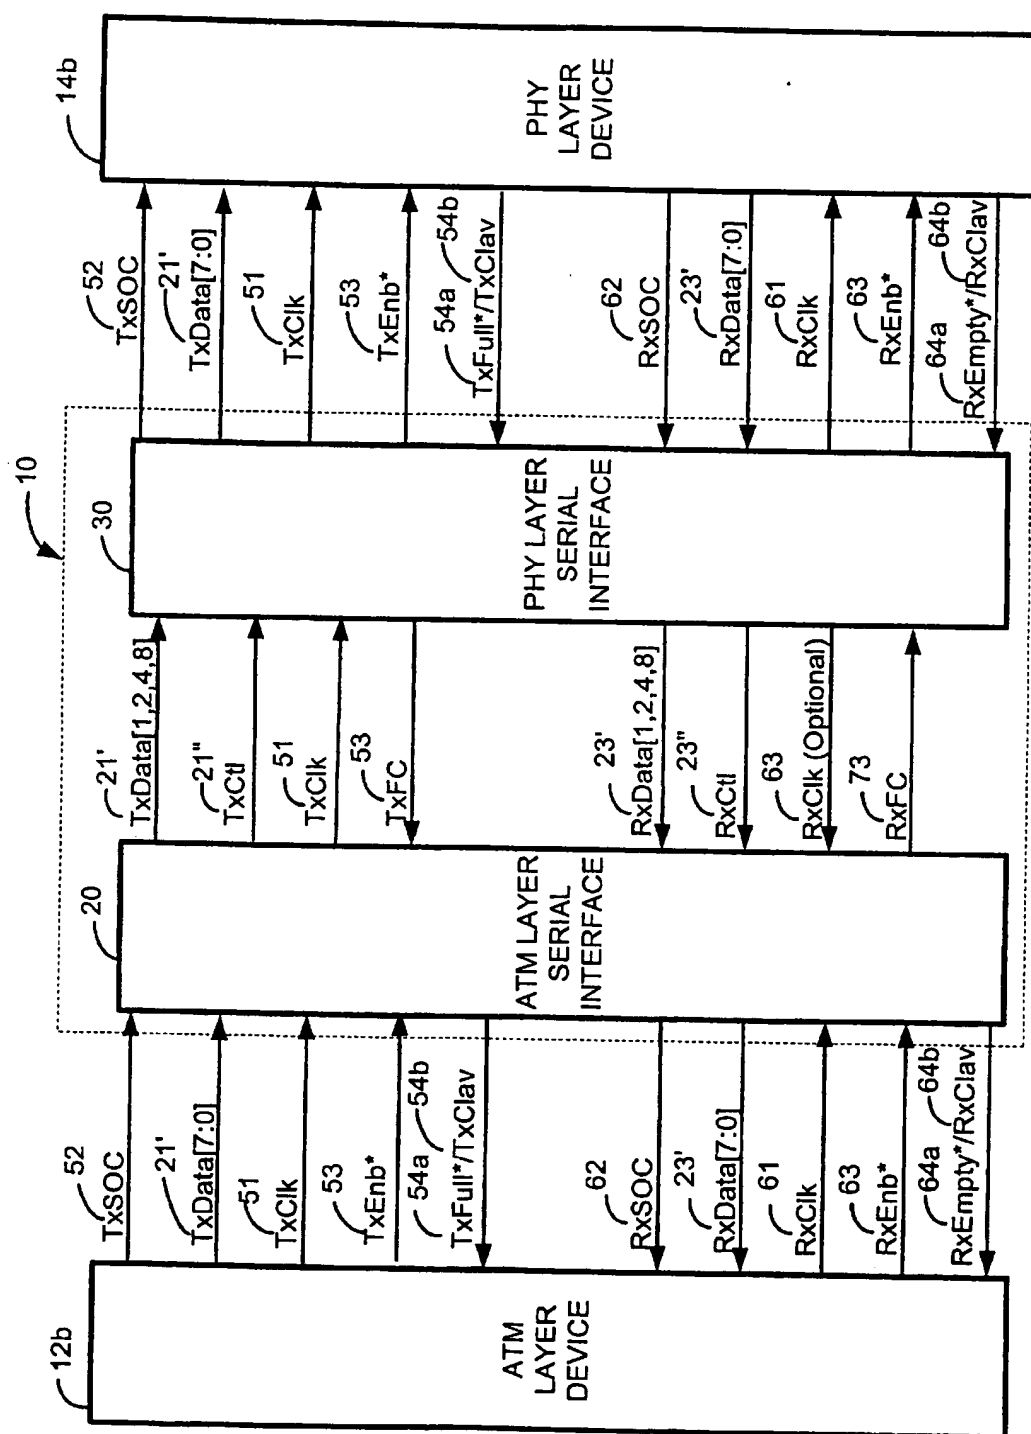 10
12b
ATM
LAYER
DEVICE
52
TxSOC
21'
TxData[7:0]
51
TxClk
53
TxEnb*
54a
54b
TxFull*/TxClav
62
RxSOC
23'
RxData[7:0]
61
RxClk
63
RxEnb*
64a
64b
RxEmpty*/RxClav
20
ATM LAYER
SERIAL
INTERFACE
21'
TxData[1,2,4,8]
21"
TxCtl
51
TxClk
53
TxFC
23'
RxData[1,2,4,8]
23"
RxCtl
63
RxClk (Optional)
73
RxFC
30
PHY LAYER
SERIAL
INTERFACE
52
TxSOC
21'
TxData[7:0]
51
TxClk
53
TxEnb*
54a
54b
TxFull*/TxClav
62
RxSOC
23'
RxData[7:0]
61
RxClk
63
RxEnb*
64a
64b
RxEmpty*/RxClav
14b
PHY
LAYER
DEVICE